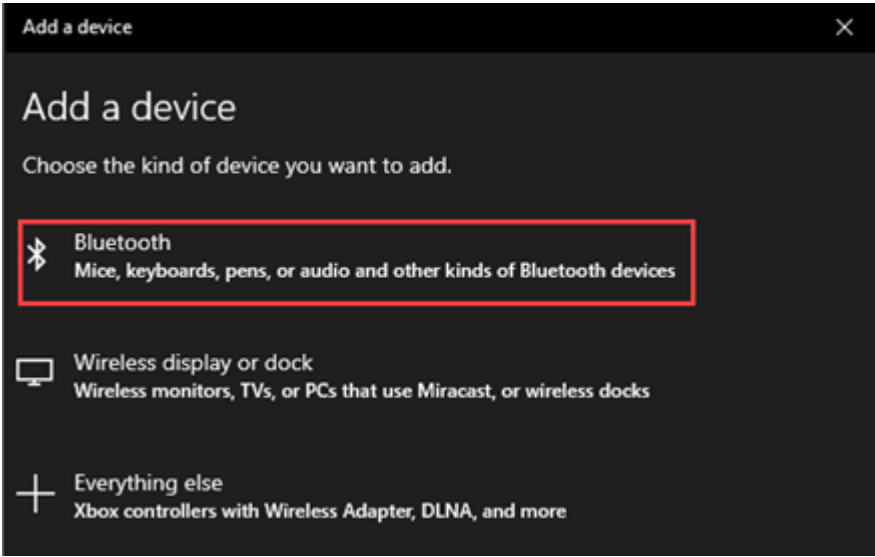 Add a device
Add a device
Choose the kind of device you want to add.
Bluetooth
Mice, keyboards, pens, or audio and other kinds of Bluetooth devices
Wireless display or dock
Wireless monitors, TVs, or PCs that use Miracast, or wireless docks
Everything else
Xbox controllers with Wireless Adapter, DLNA, and more